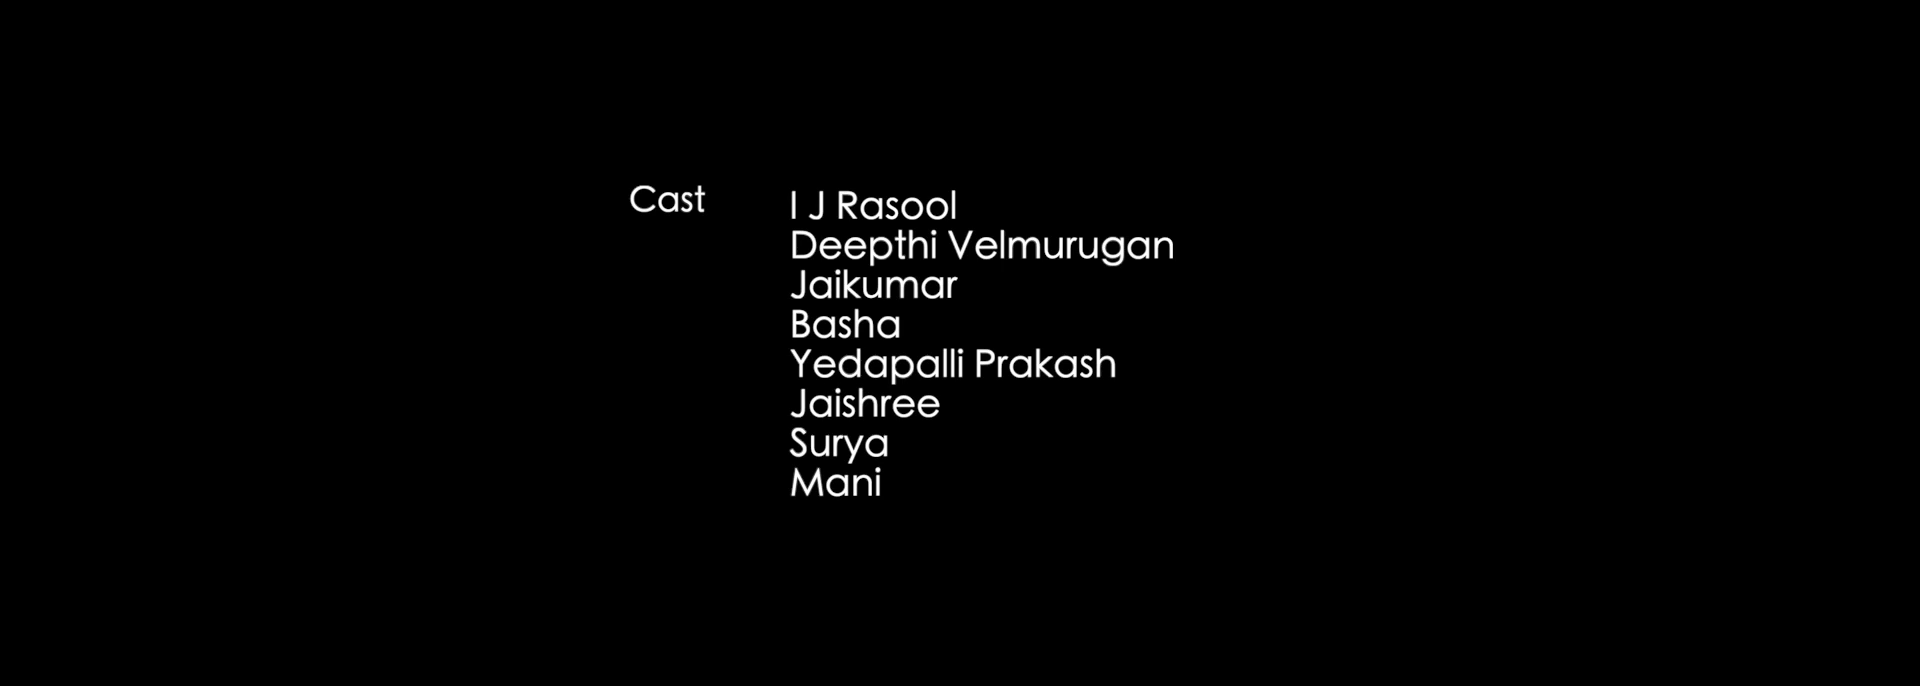 Cast
I J Rasool
Deepthi Velmurugan
Jaikumar
Basha
Yedapalli Prakash
Jaishree
Surya
Mani